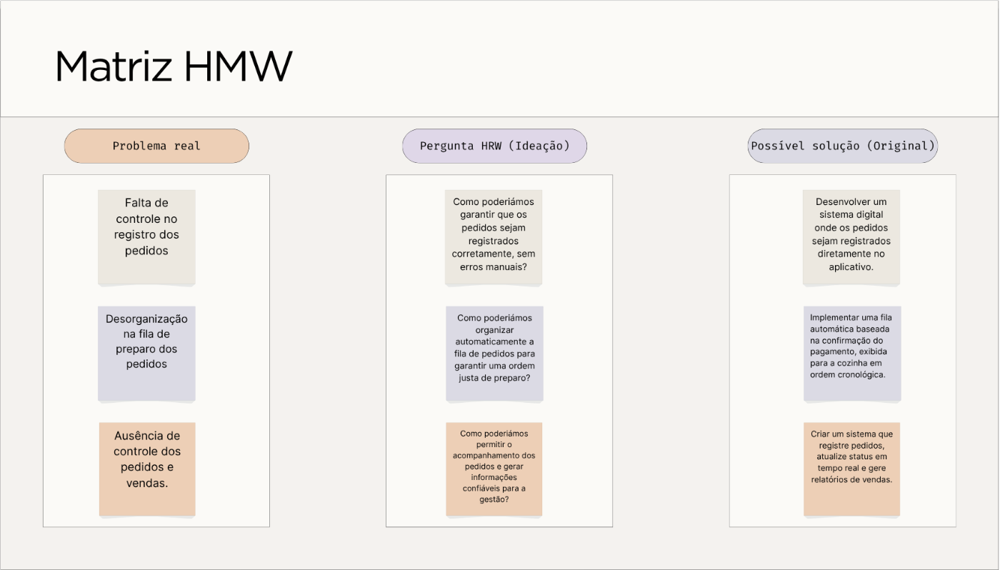 Matriz HMW
Problema real
Pergunta HRW (Ideação)
Possível solução (Original)
Falta de
controle no
registro dos
pedidos
Desorganização
na fila de
preparo dos
pedidos
Ausência de
controle dos
pedidos e
vendas.
Como poderiámos
garantir que os
pedidos sejam
registrados
corretamente, sem
erros manuais?
Como poderiámos
organizar
automaticamente a
fila de pedidos para
garantir uma ordem
justa de preparo?
Como poderiámos
permitir o
acompanhamento dos
pedidos e gerar
informações
confiáveis para a
gestão?
Desenvolver um
sistema digital
onde os pedidos
sejam registrados
diretamente no
aplicativo.
Implementar uma fila
automática baseada
na confirmação do
pagamento, exibida
para a cozinha em
ordem cronológica.
Criar um sistema que
registre pedidos,
atualize status em
tempo real e gere
relatórios de vendas.